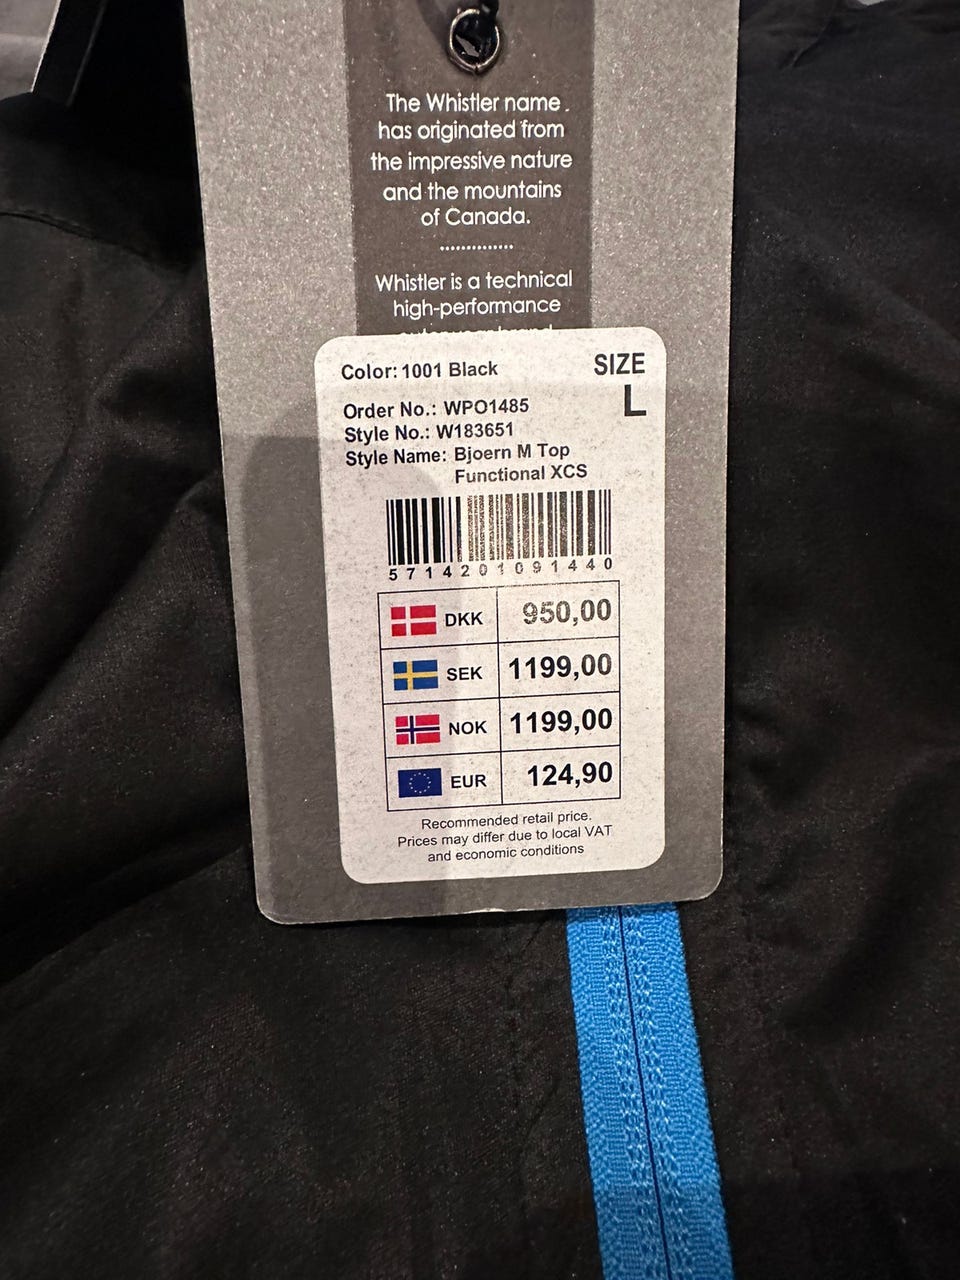 The Whistler name
has originated from
the impressive nature
and the mountains
of Canada.
Whistler is a technical
high-performance
Color: 1001 Black
SIZE
L
Order No.: WPO1485
Style No.: W183651
Style Name: Bjoern M Top
Functional XCS
5714201091440
DKK 950,00
SEK 1199,00
NOK 1199,00
EUR 124,90
Recommended retail price.
Prices may differ due to local VAT
and economic conditions